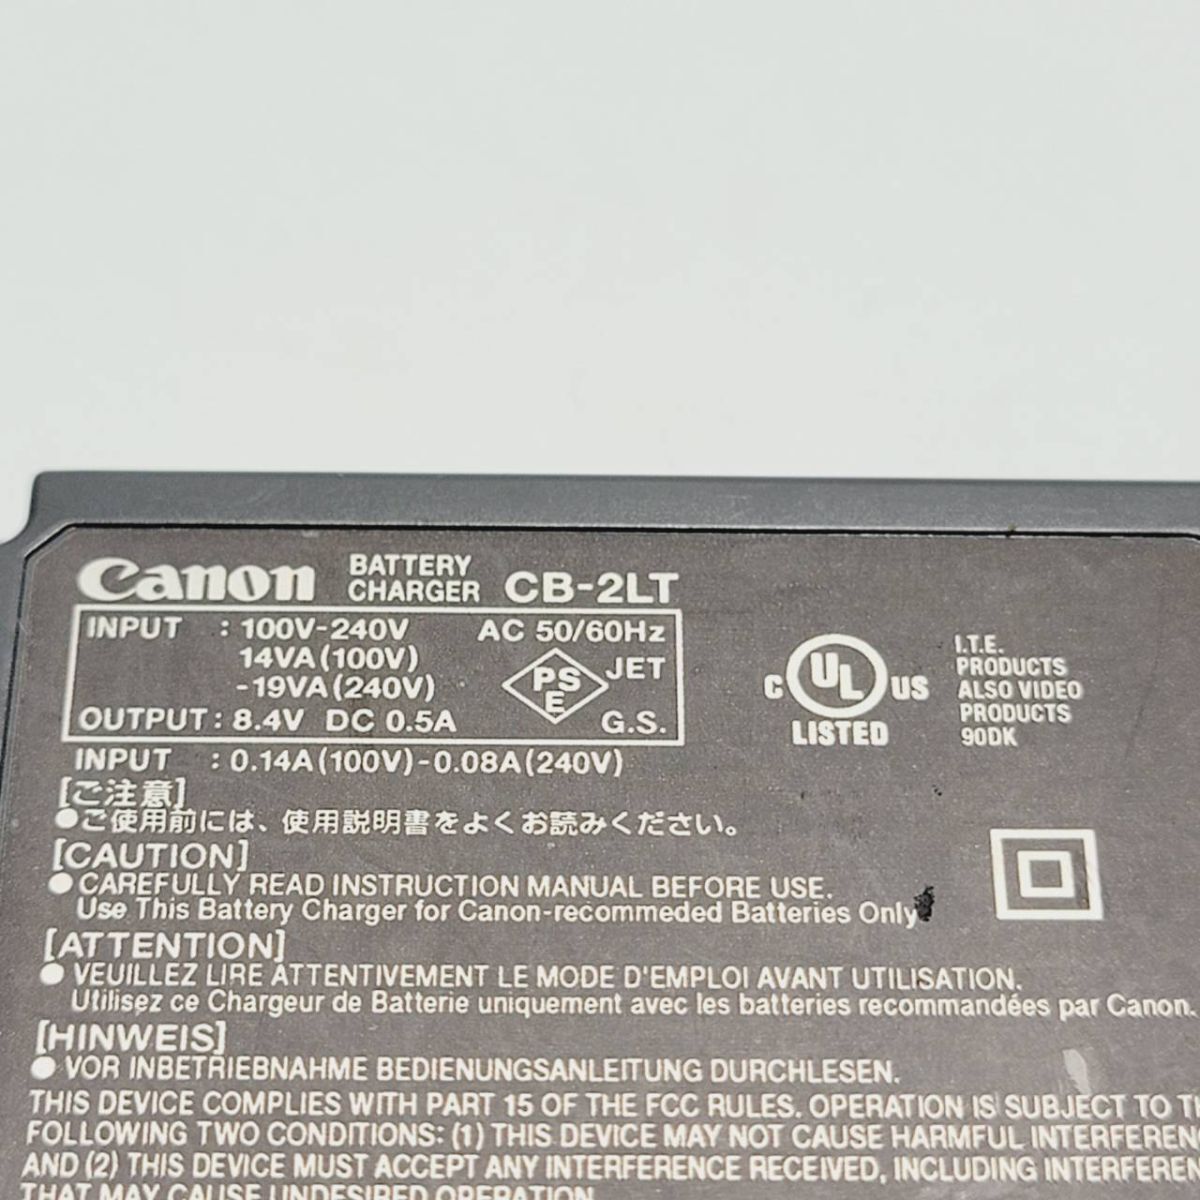 Canon BATTERY CHARGER CB-2LT
INPUT : 100V-240V AC 50/60Hz
14VA(100V)
-19VA(240V)
OUTPUT: 8.4V DC 0.5A
PSE JET
G.S.
INPUT : 0.14A(100V)-0.08A(240V)
C UL US
LISTED
I.T.E.
PRODUCTS
ALSO VIDEO
PRODUCTS
90DK
[ご注意]
●ご使用前には、使用説明書をよくお読みください。
[CAUTION]
● CAREFULLY READ INSTRUCTION MANUAL BEFORE USE.
Use This Battery Charger for Canon-recommeded Batteries Only
[ATTENTION]
● VEUILLEZ LIRE ATTENTIVEMENT LE MODE D'EMPLOI AVANT UTILISATION.
Utilisez ce Chargeur de Batterie uniquement avec les batteries recommandées par Canon.
[HINWEIS]
● VOR INBETRIEBNAHME BEDIENUNGSANLEITUNG DURCHLESEN.
THIS DEVICE COMPLIES WITH PART 15 OF THE FCC RULES. OPERATION IS SUBJECT TO
FOLLOWING TWO CONDITIONS: (1) THIS DEVICE MAY NOT CAUSE HARMFUL
AND (2) THIS DEVICE MUST ACCEPT ANY INTERFERENCE RECEIVED, INCLUDING
THAT MAY CAUSE UNDESIRED OPERATION.